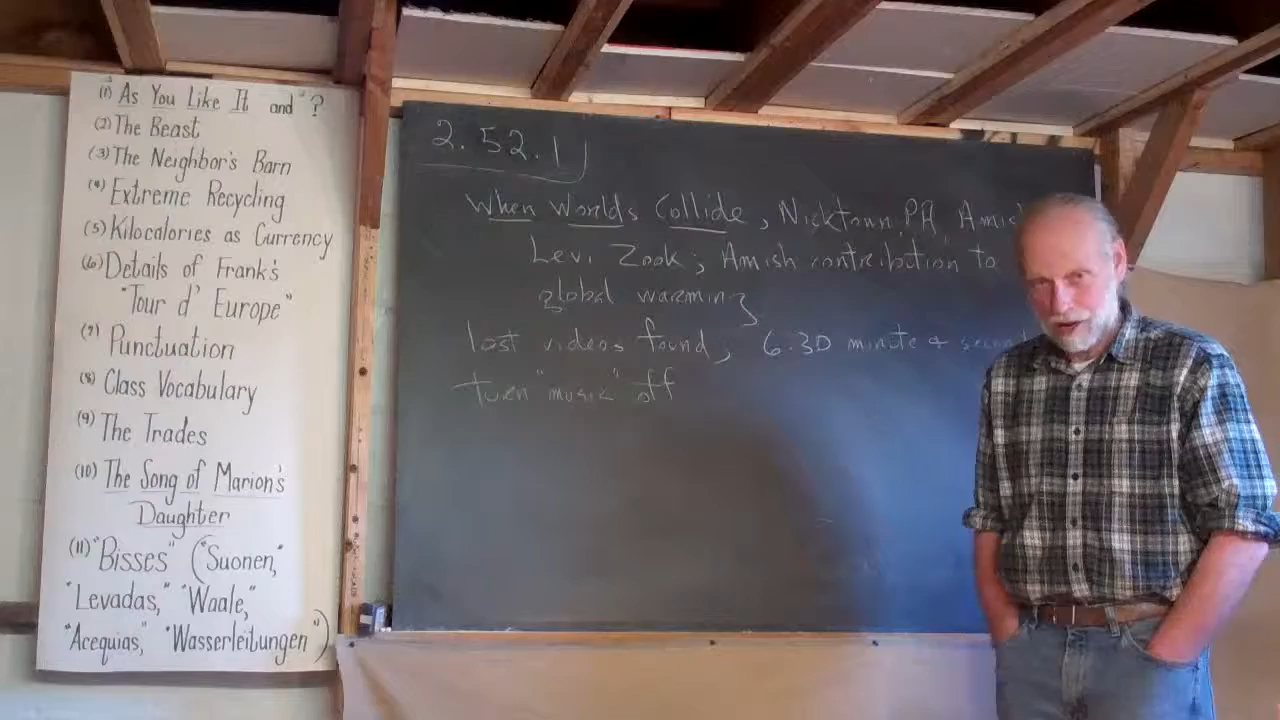 (1) As You Like It and "?
(2) The Beast
(3) The Neighbor's Barn
(4) Extreme Recycling
(5) Kilocalories as Currency
(6) Details of Frank's
"Tour d' Europe"
(7) Punctuation
(8) Class Vocabulary
(9) The Trades
(10) The Song of Marion's
Daughter
(11) "Bisses" ("Suonen,"
"Levadas," "Waale,"
"Acequias," "Wasserleitungen")
2.52.1
When Worlds Collide, Nicktown, PA, Amis
Levi Zook; Amish contribution to
global warming
lost videos found; 6.30 minute & secon
turn "music" off